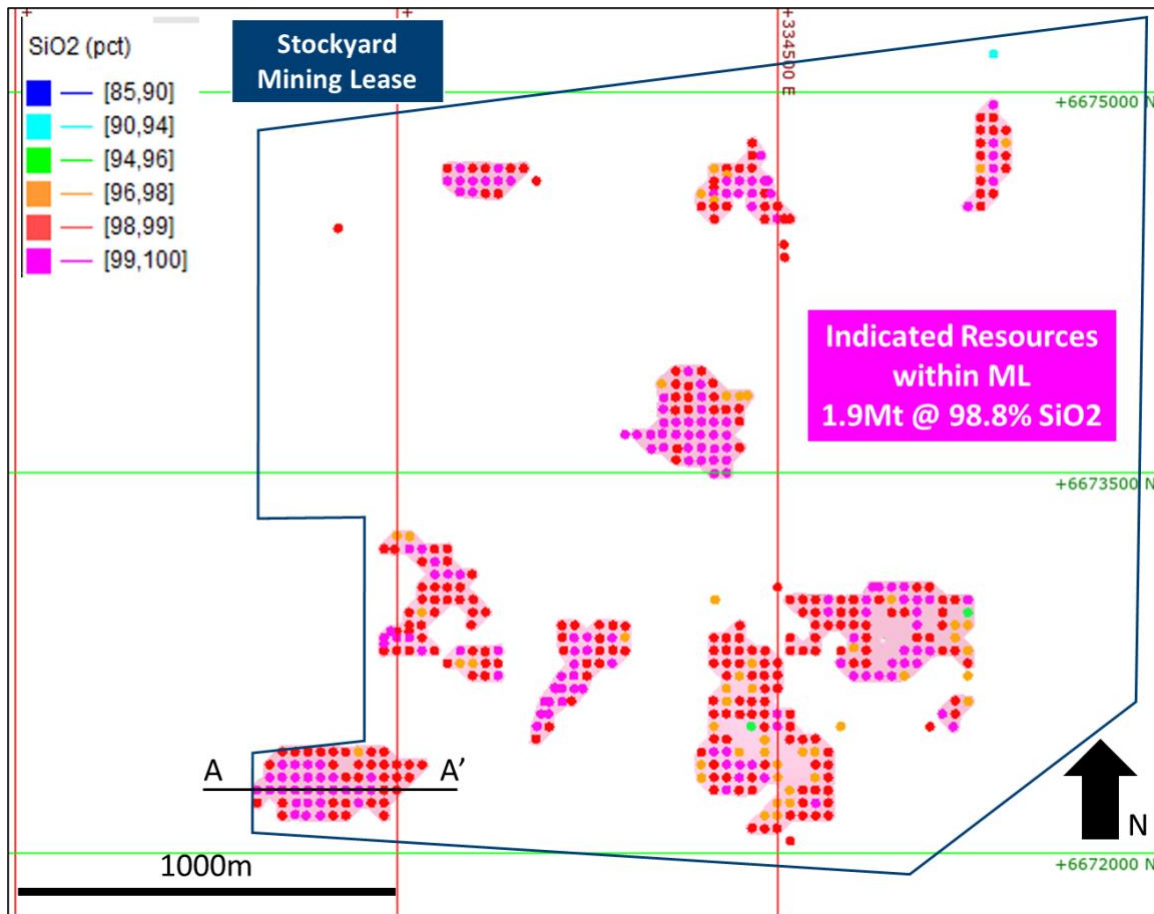 SiO2 (pct)
[85,90]
[90,94]
[94,96]
[96,98]
[98,99]
[99,100]
Stockyard
Mining Lease
+334500 E
+6675000 N
Indicated Resources
within ML
1.9Mt @ 98.8% SiO2
+6673500 N
A
A'
N
+6672000 N
1000m